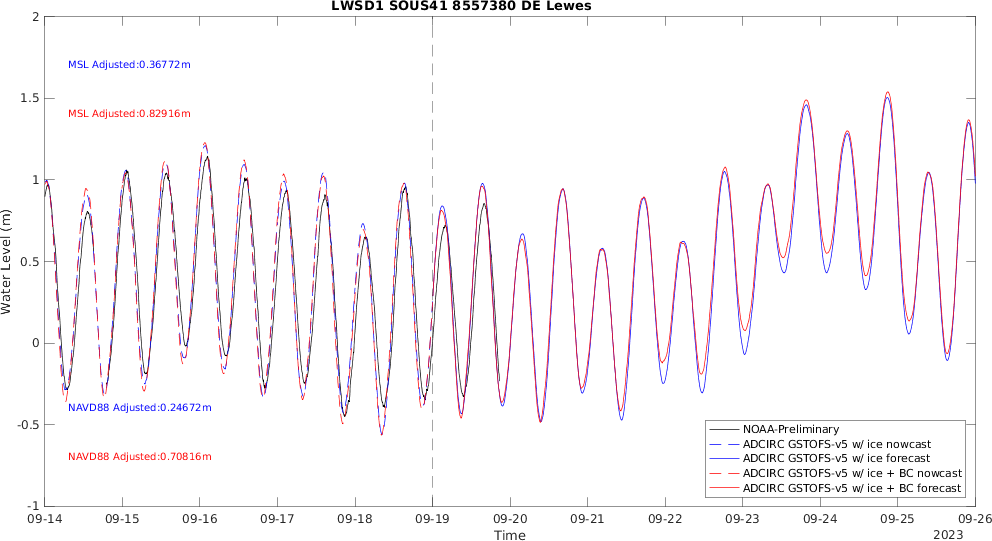 LWSD1 SOUS41 8557380 DE Lewes
2
1.5
1
0.5
0
-0.5
-1
Water Level (m)
MSL Adjusted:0.36772m
MSL Adjusted:0.82916m
NAVD88 Adjusted:0.24672m
NAVD88 Adjusted:0.70816m
NOAA-Preliminary
ADCIRC GSTOFS-v5 w/ ice nowcast
ADCIRC GSTOFS-v5 w/ ice forecast
ADCIRC GSTOFS-v5 w/ ice + BC nowcast
ADCIRC GSTOFS-v5 w/ ice + BC forecast
09-14 09-15 09-16 09-17 09-18 09-19 09-20 09-21 09-22 09-23 09-24 09-25 09-26
Time
2023